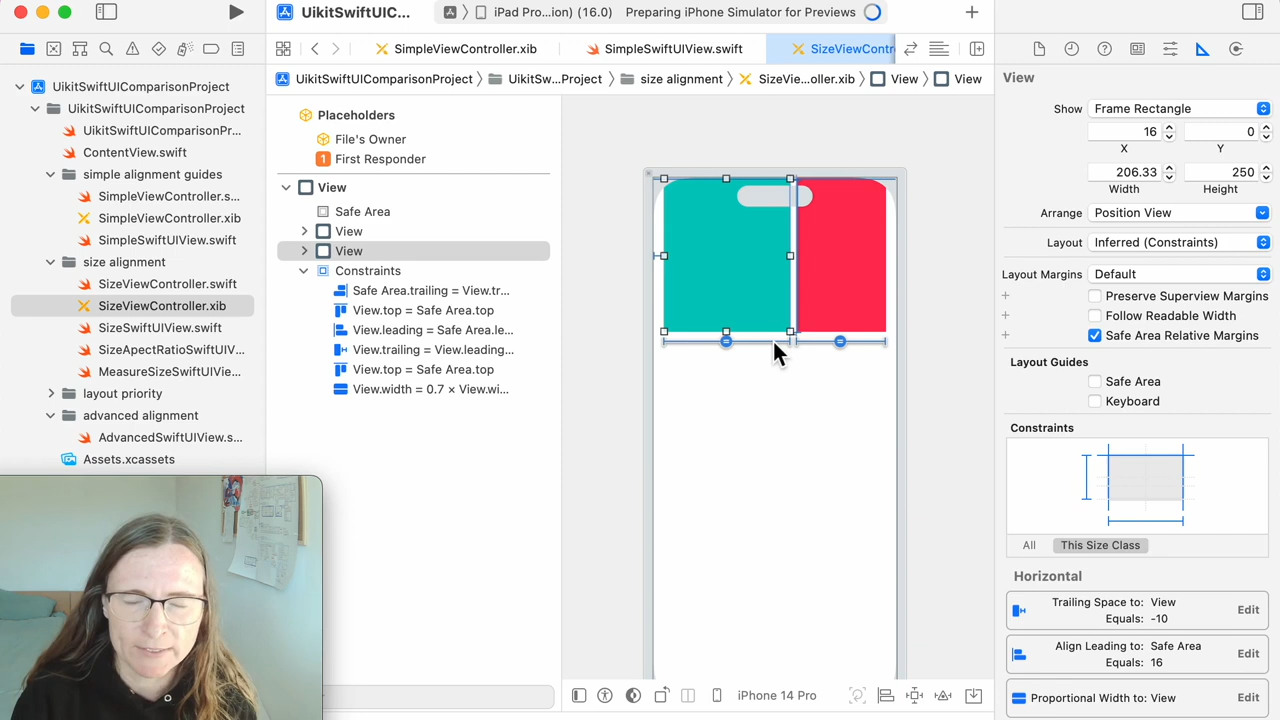 UikitSwiftUIC...
iPad Pro...ion) (16.0)
Preparing iPhone Simulator for Previews
SimpleViewController.xib
SimpleSwiftUIView.swift
SizeViewContr
UikitSwiftUIComparisonProject
UikitSw...Project
size alignment
SizeVie...oller.xib
View
View
UikitSwiftUIComparisonProject
UikitSwiftUIComparisonProject
UikitSwiftUIComparisonPr...
ContentView.swift
simple alignment guides
SimpleViewController.s...
SimpleViewController.xib
SimpleSwiftUIView.swift
size alignment
SizeViewController.swift
SizeViewController.xib
SizeSwiftUIView.swift
SizeApectRatioSwiftUIV...
MeasureSizeSwiftUIVie...
layout priority
advanced alignment
AdvancedSwiftUIView.s...
Assets.xcassets
Placeholders
File's Owner
1 First Responder
View
Safe Area
View
View
Constraints
Safe Area.trailing = View.tr...
View.top = Safe Area.top
View.leading = Safe Area.le...
View.trailing = View.leading...
View.top = Safe Area.top
View.width = 0.7 × View.wi...
iPhone 14 Pro
View
Show Frame Rectangle
16 0
X Y
206.33 250
Width Height
Arrange Position View
Layout Inferred (Constraints)
Layout Margins Default
Preserve Superview Margins
Follow Readable Width
Safe Area Relative Margins
Layout Guides
Safe Area
Keyboard
Constraints
All This Size Class
Horizontal
Trailing Space to: View
Equals: -10
Edit
Align Leading to: Safe Area
Equals: 16
Edit
Proportional Width to: View
Edit